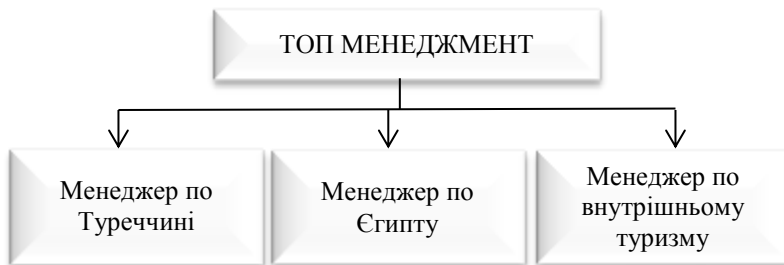 ТОП МЕНЕДЖМЕНТ
Менеджер по
Туреччині
Менеджер по
Єгипту
Менеджер по
внутрішньому
туризму